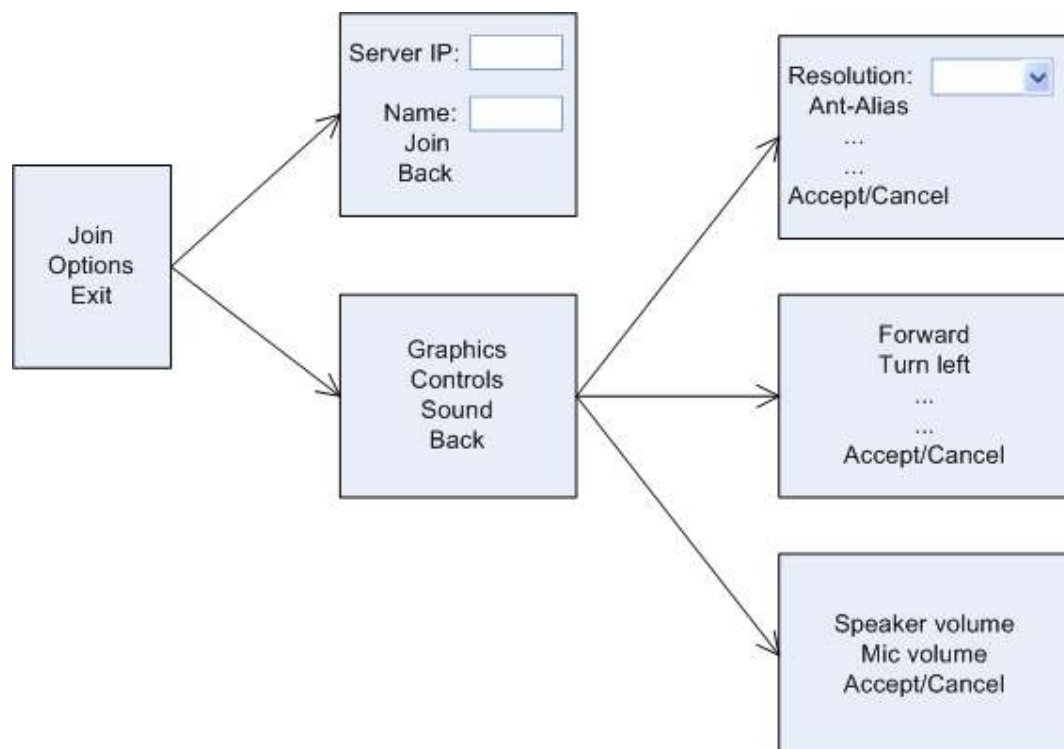 Join
Options
Exit
Server IP:
Name:
Join
Back
Graphics
Controls
Sound
Back
Resolution:
Ant-Alias
...
...
Accept/Cancel
Forward
Turn left
...
...
Accept/Cancel
Speaker volume
Mic volume
Accept/Cancel